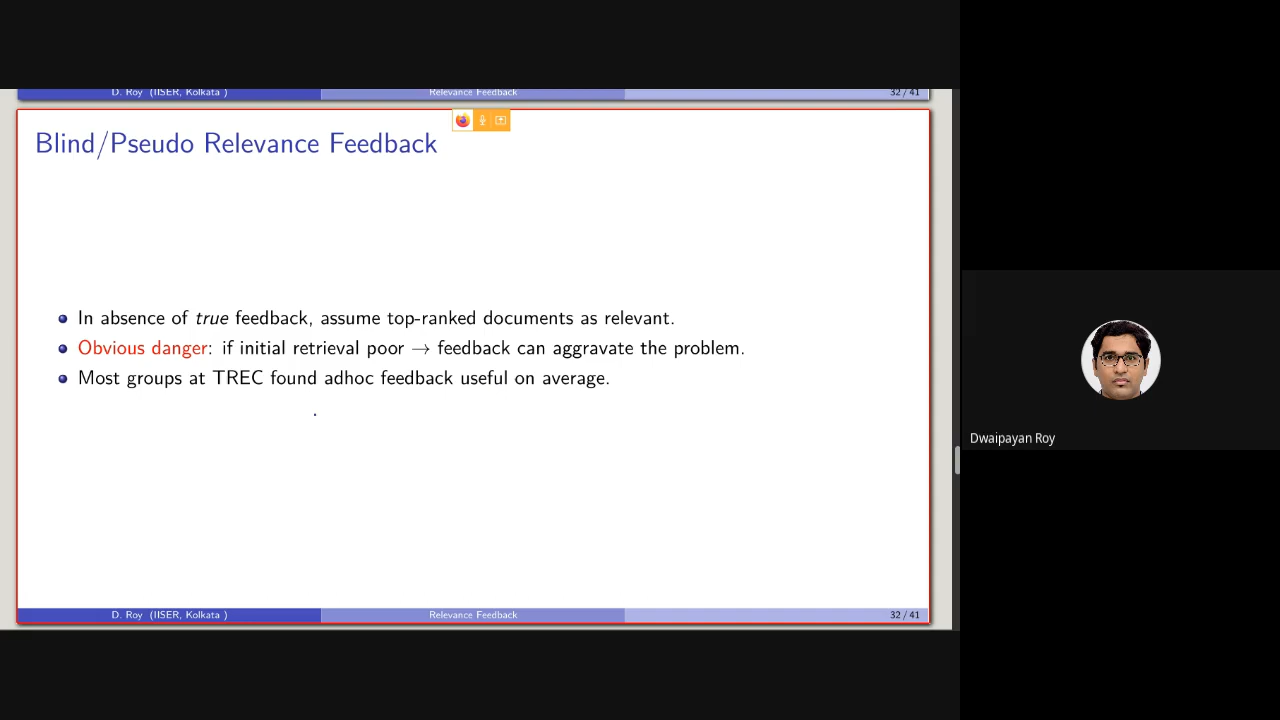 D. Roy (IISER, Kolkata )
Relevance Feedback
32 / 41
Blind/Pseudo Relevance Feedback
In absence of true feedback, assume top-ranked documents as relevant.
Obvious danger: if initial retrieval poor → feedback can aggravate the problem.
Most groups at TREC found adhoc feedback useful on average.
Dwaipayan Roy
D. Roy (IISER, Kolkata )
Relevance Feedback
32 / 41